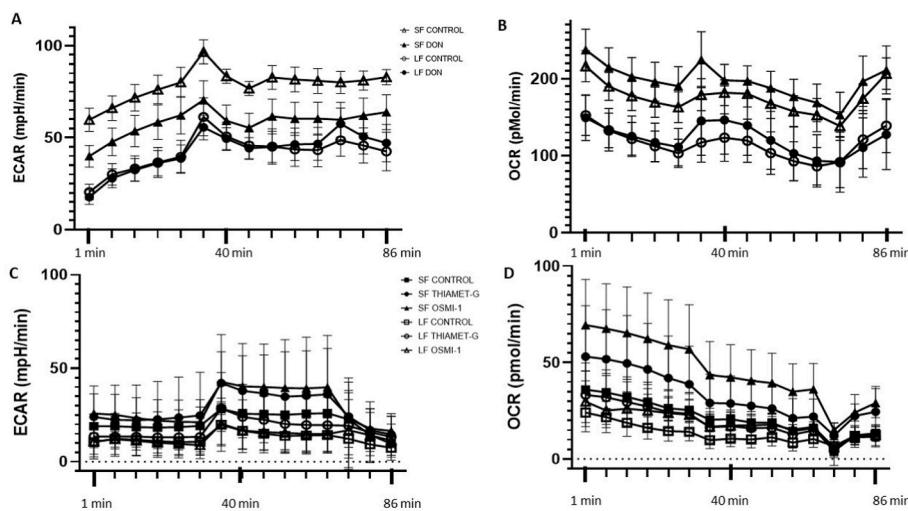 A
ECAR (mpH/min)
100
50
0
1 min
40 min
86 min
SF CONTROL
SF DON
LF CONTROL
LF DON
B
OCR (pMol/min)
200
100
0
1 min
40 min
86 min
C
ECAR (mpH/min)
100
50
0
1 min
40 min
86 min
SF CONTROL
SF THIAMET-G
SF OSMI-1
LF CONTROL
LF THIAMET-G
LF OSMI-1
D
OCR (pmol/min)
100
50
0
1 min
40 min
86 min